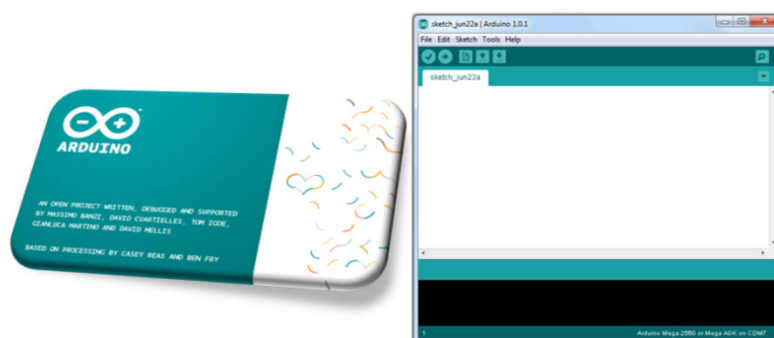 ARDUINO
AN OPEN PROJECT WRITTEN, DEBUGGED AND SUPPORTED
BY MASSIMO BANZI, DAVID CUARTIELLES, TOM IGOE,
GIANLUCA MARTINO AND DAVID MELLIS
BASED ON PROCESSING BY CASEY REAS AND BEN FRY
sketch_jun22a | Arduino 1.0.1
File Edit Sketch Tools Help
sketch_jun22a
1
Arduino Mega 2560 or Mega ADK on COM7